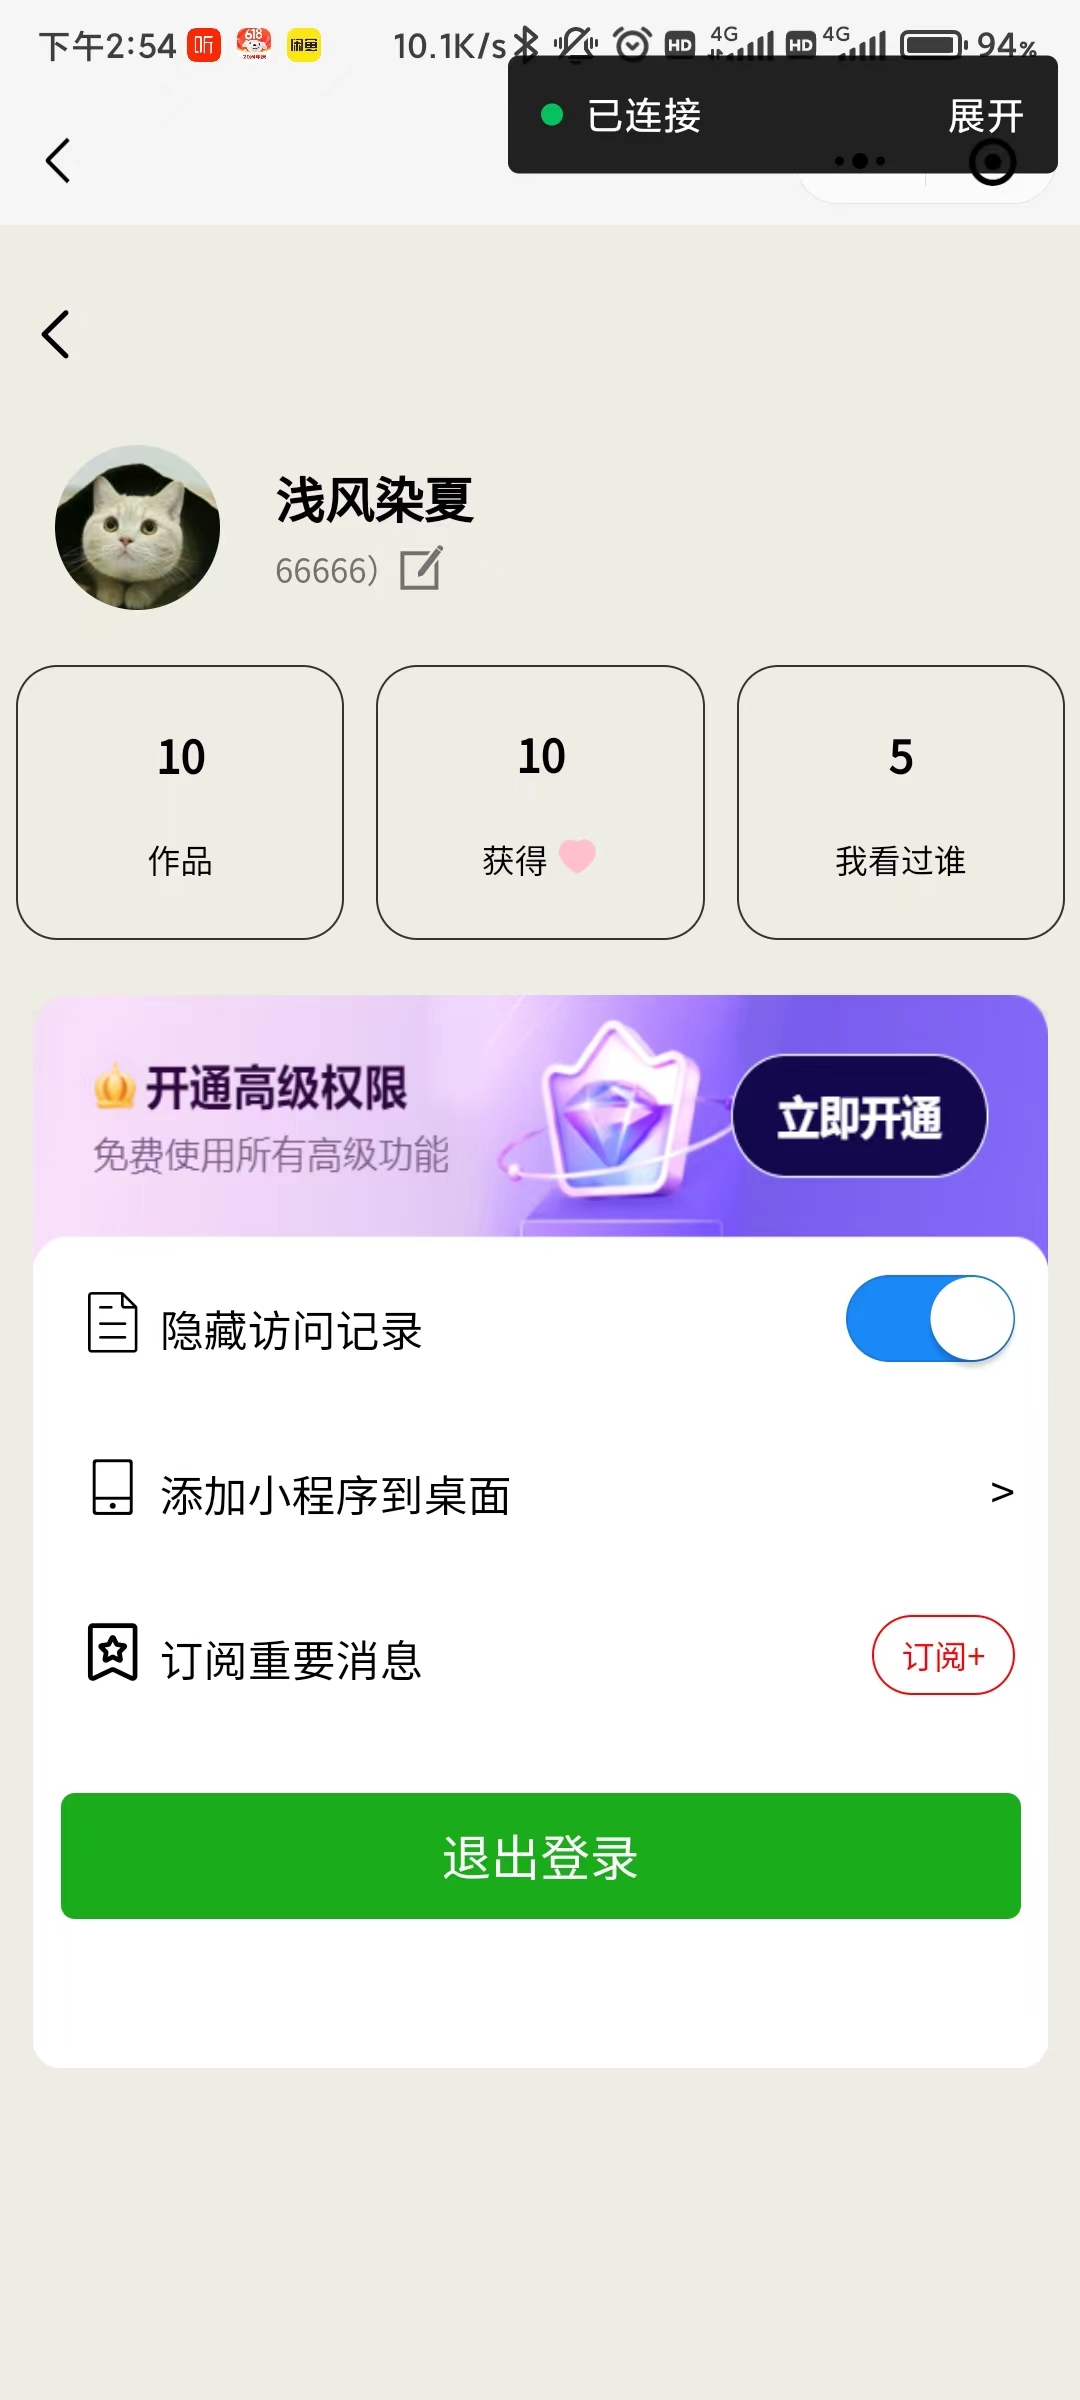 下午2:54 听 618 闲鱼 10.1K/s HD 4G HD 4G 94%
已连接 展开
浅风染夏
66666）
10 10 5
作品 获得 我看过谁
开通高级权限
免费使用所有高级功能
立即开通
隐藏访问记录
添加小程序到桌面 >
订阅重要消息 订阅+
退出登录